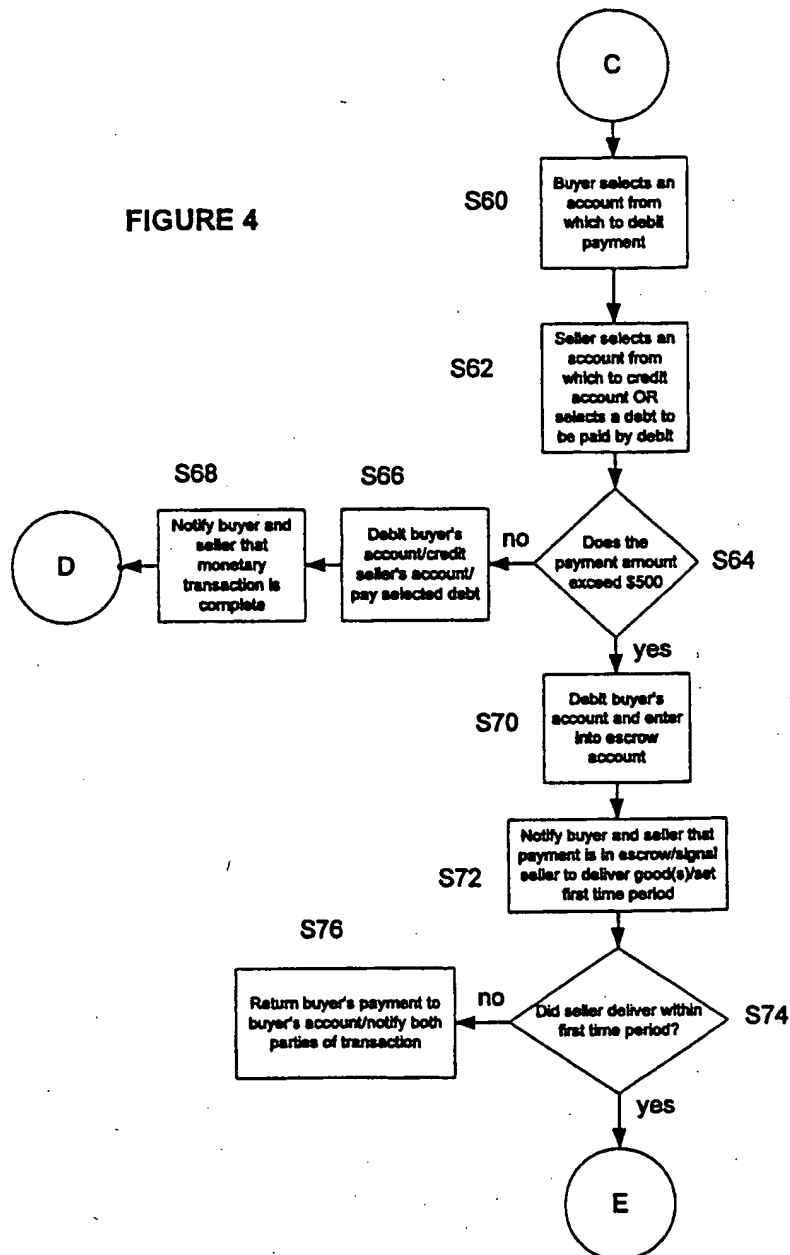 C
FIGURE 4
S60
Buyer selects an
account from
which to debit
payment
S62
Seller selects an
account from
which to credit
account OR
selects a debt to
be paid by debit
S64
Does the
payment amount
exceed $500
no
S66
Debit buyer's
account/credit
seller's account/
pay selected debt
S68
Notify buyer and
seller that
monetary
transaction is
complete
D
yes
S70
Debit buyer's
account and enter
into escrow
account
S72
Notify buyer and seller that
payment is in escrow/signal
seller to deliver good(s)/set
first time period
S74
Did seller deliver within
first time period?
no
S76
Return buyer's payment to
buyer's account/notify both
parties of transaction
yes
E